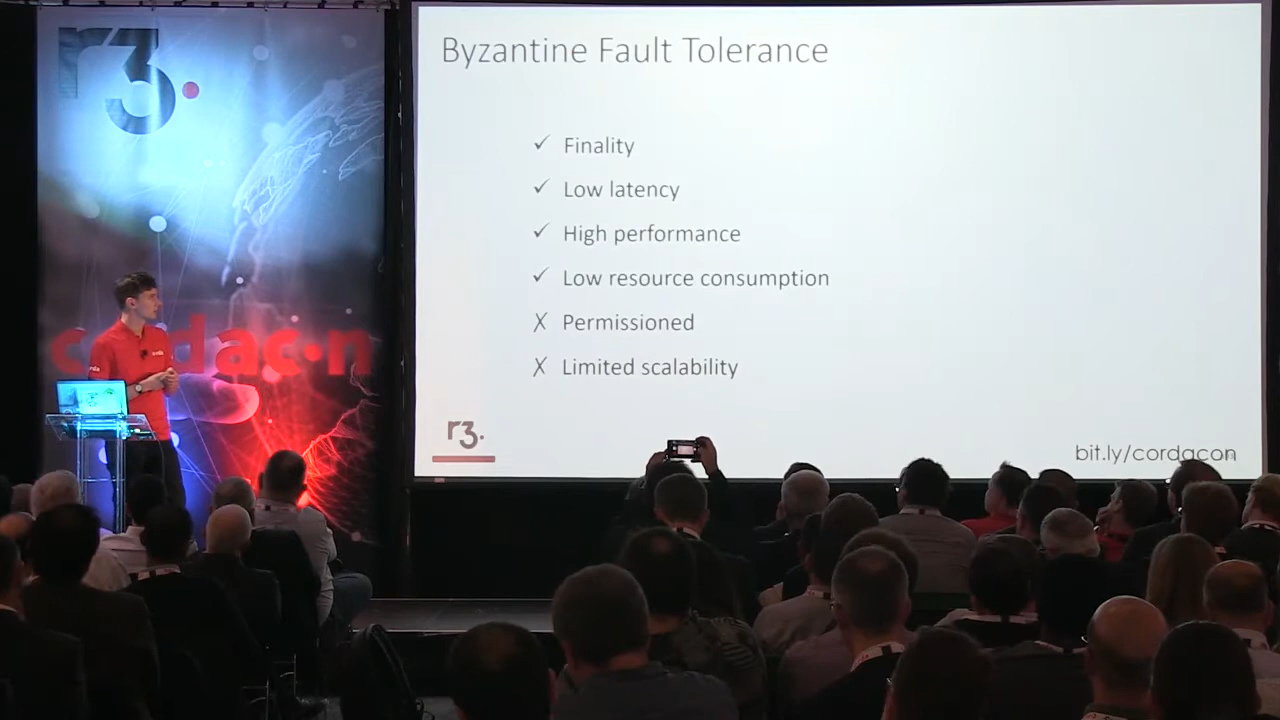 r3.
cordacon
Byzantine Fault Tolerance
✓ Finality
✓ Low latency
✓ High performance
✓ Low resource consumption
✗ Permissioned
✗ Limited scalability
r3.
bit.ly/cordacon